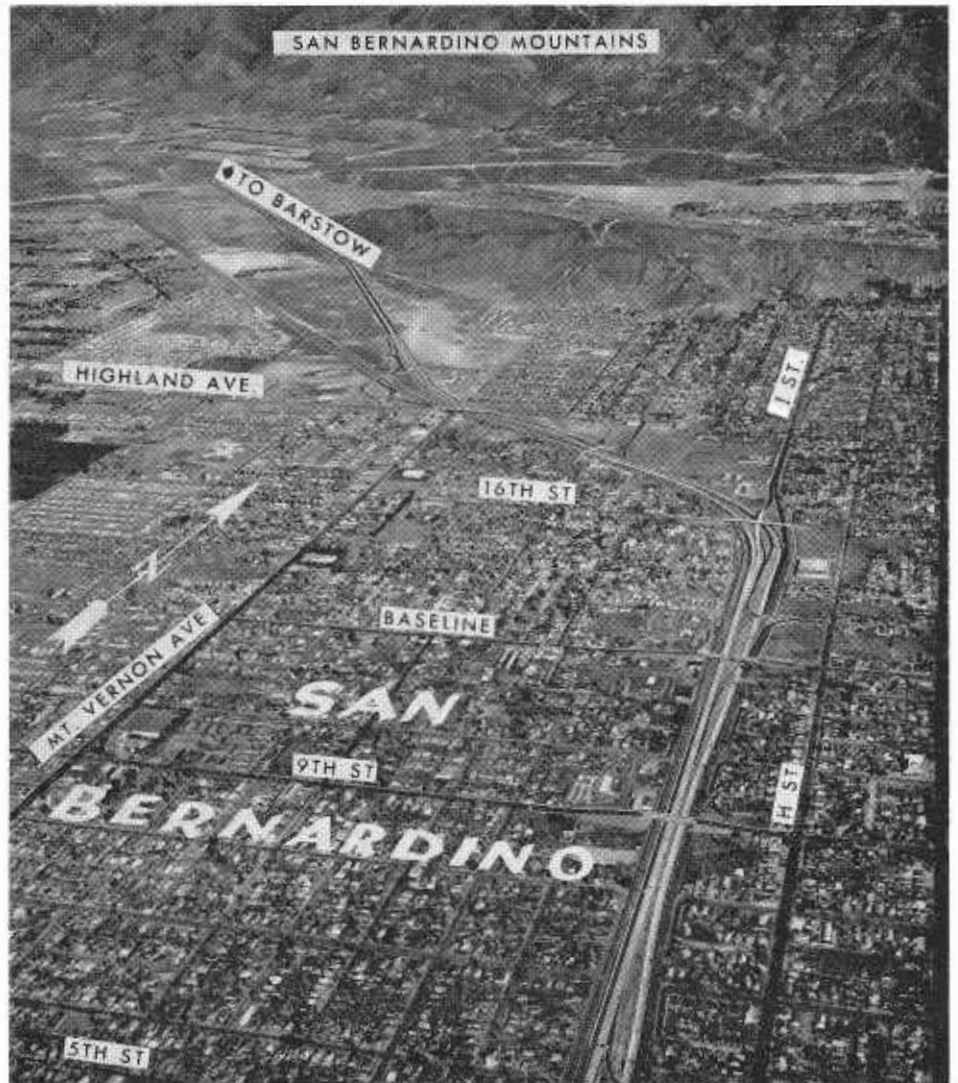 SAN BERNARDINO MOUNTAINS
TO BARSTOW
HIGHLAND AVE.
I ST.
16TH ST
N
BASELINE
MT. VERNON AVE
SAN
9TH ST
H ST
BERNARDINO
5TH ST